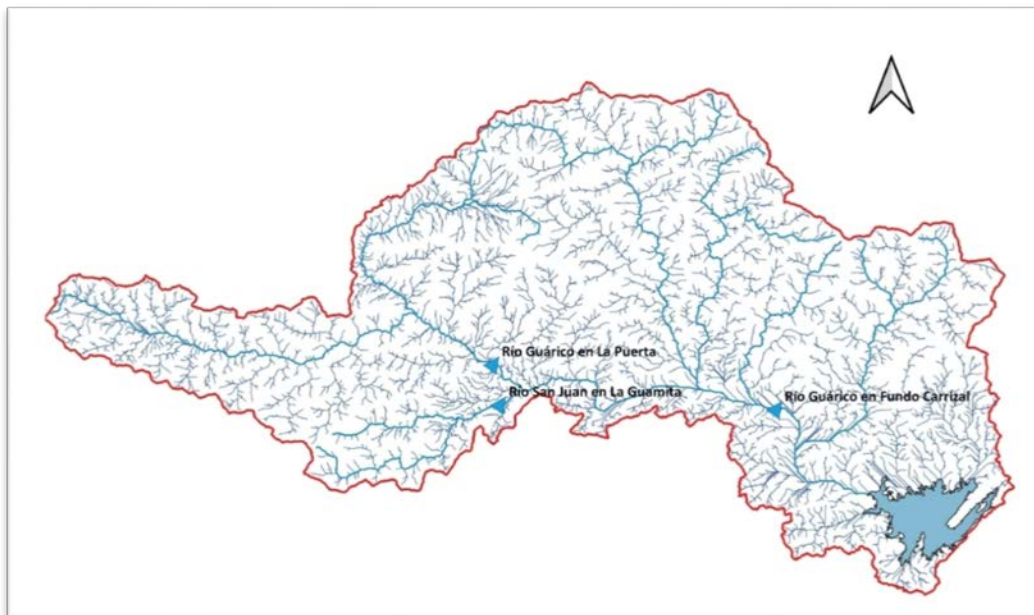 Río Guárico en La Puerta
Río San Juan en La Guamita
Río Guárico en Fundo Carrizal